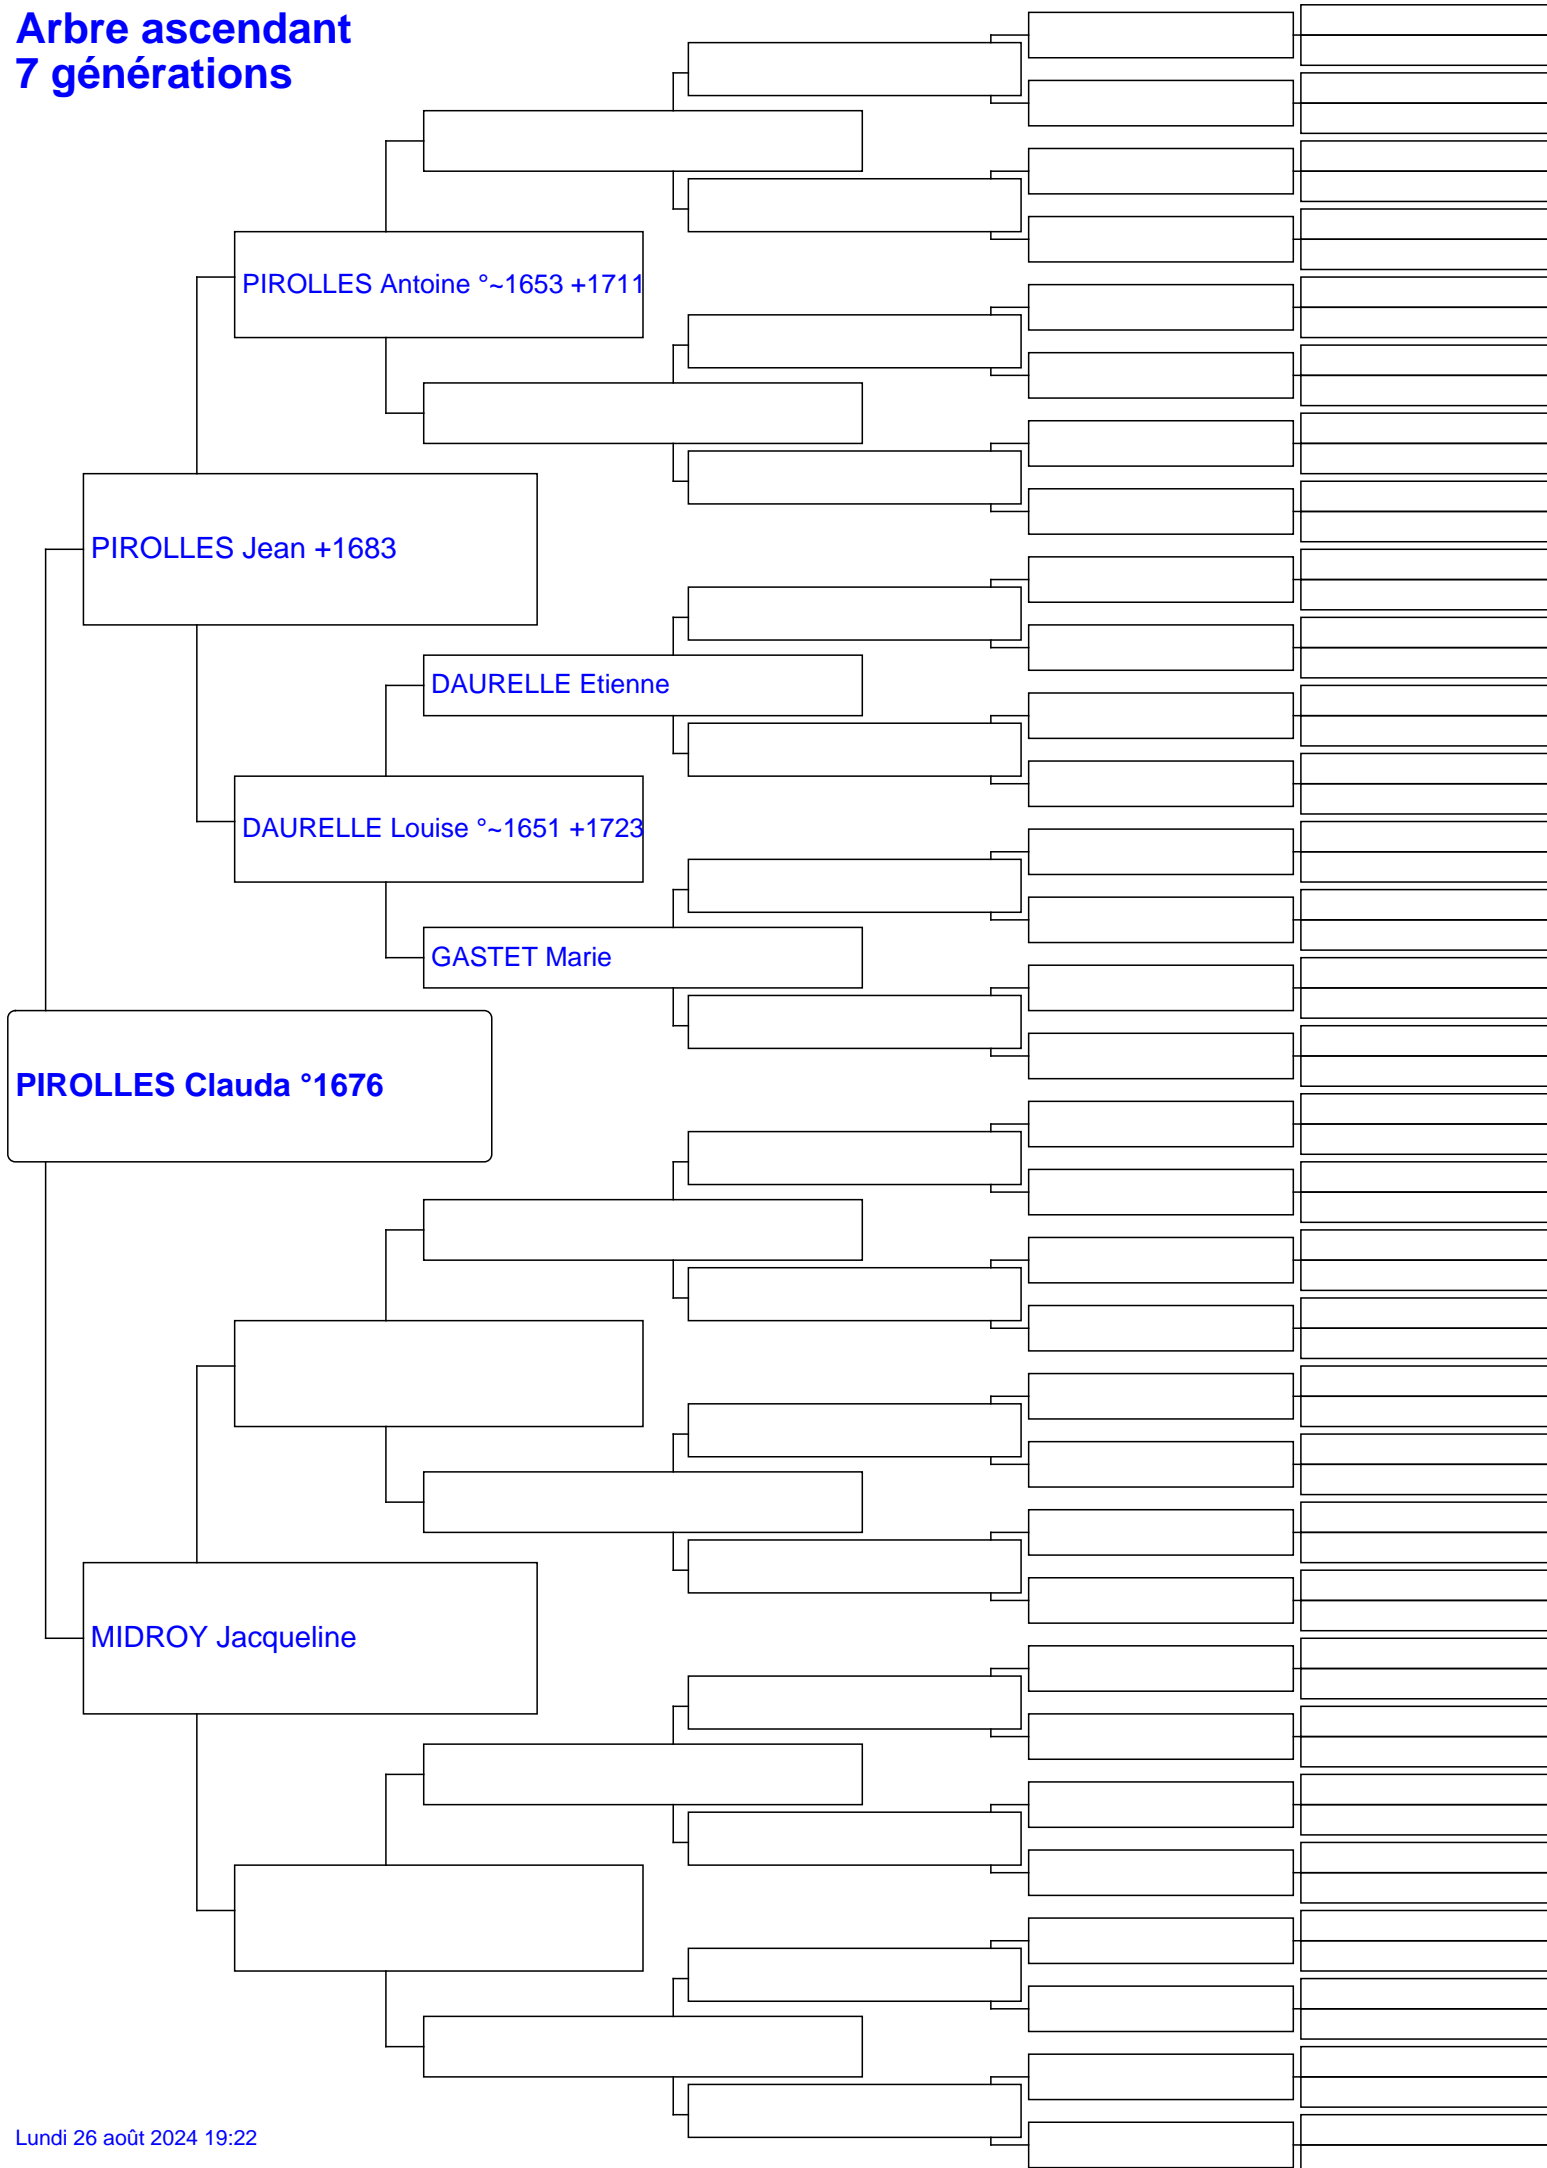 Arbre ascendant
7 générations
PIROLLES Antoine °~1653 +1711
PIROLLES Jean +1683
DAURELLE Etienne
DAURELLE Louise °~1651 +1723
GASTET Marie
PIROLLES Clauda °1676
MIDROY Jacqueline
Lundi 26 août 2024 19:22